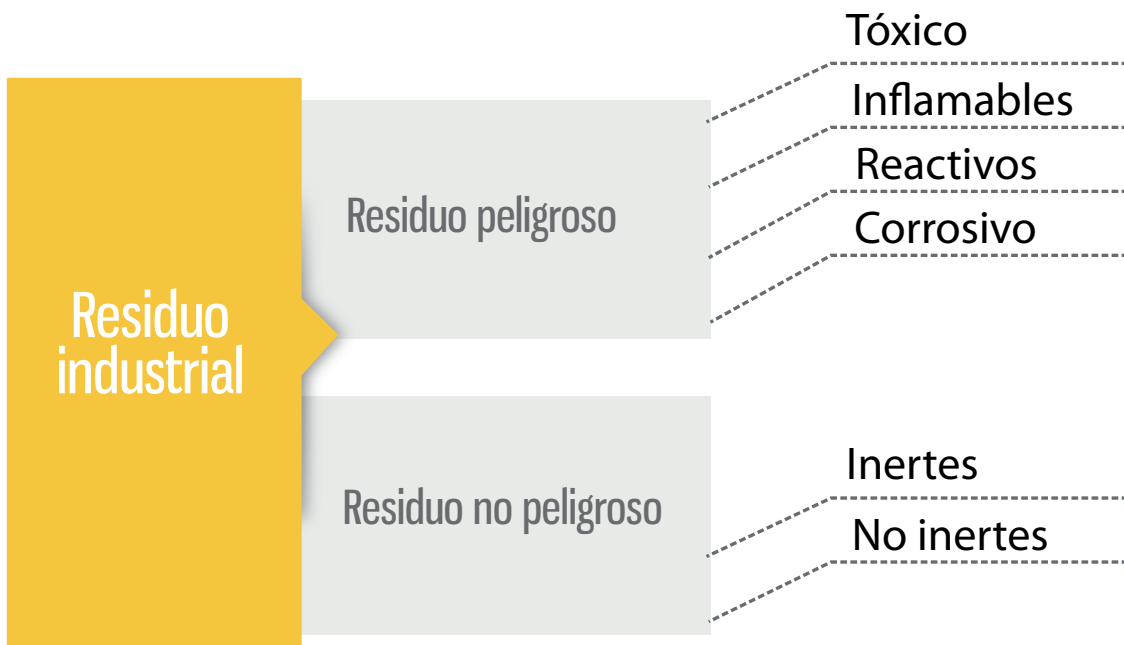 Residuo
industrial
Residuo peligroso
Tóxico
Inflamables
Reactivos
Corrosivo
Residuo no peligroso
Inertes
No inertes